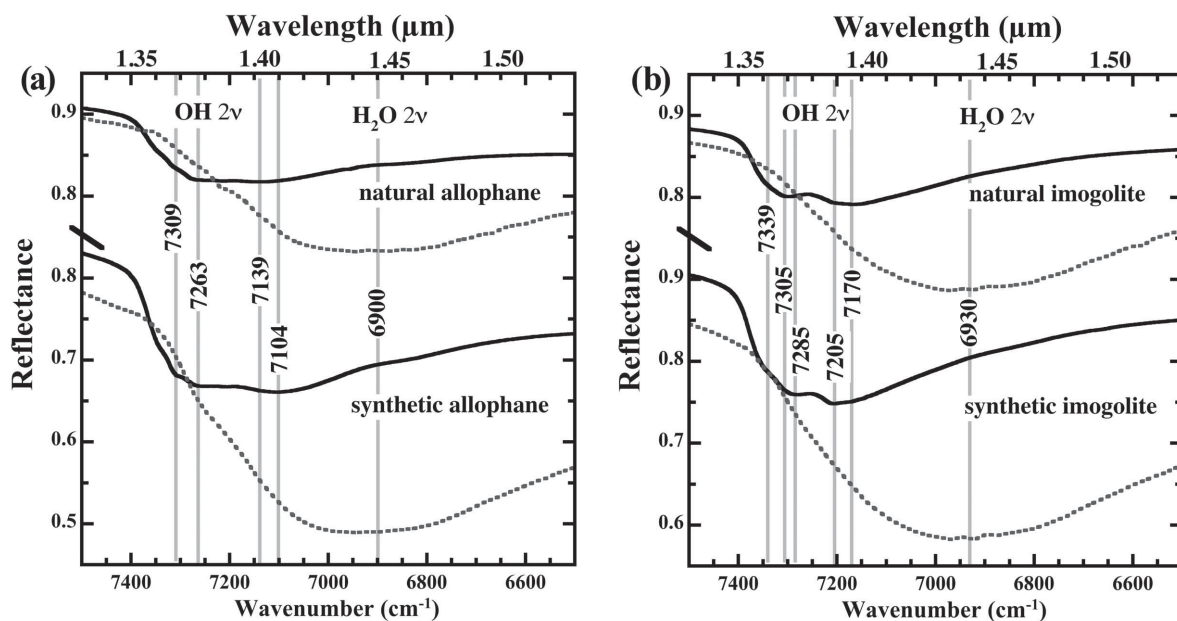 Wavelength (µm)
1.35 1.40 1.45 1.50
(a)
0.9
0.8
0.8
0.7
0.6
0.5
Reflectance
OH 2ν
H₂O 2ν
natural allophane
synthetic allophane
7309
7263
7139
7104
6900
7400 7200 7000 6800 6600
Wavenumber (cm⁻¹)
Wavelength (µm)
1.35 1.40 1.45 1.50
(b)
0.9
0.8
0.9
0.8
0.7
0.6
Reflectance
OH 2ν
H₂O 2ν
natural imogolite
synthetic imogolite
7339
7305
7285
7205
7170
6930
7400 7200 7000 6800 6600
Wavenumber (cm⁻¹)